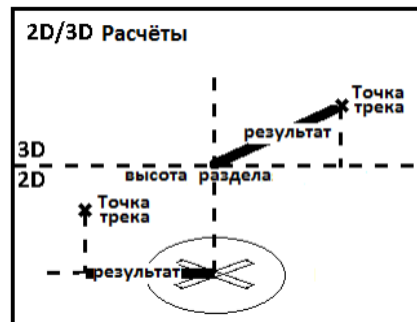 2D/3D Расчёты
Точка
трека
результат
3D
высота раздела
2D
Точка
трека
результат